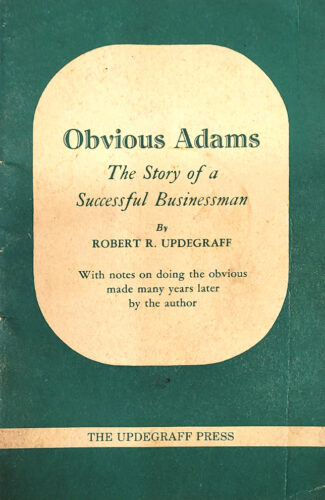 Obvious Adams
The Story of a
Successful Businessman
By
ROBERT R. UPDEGRAFF
With notes on doing the obvious
made many years later
by the author
THE UPDEGRAFF PRESS